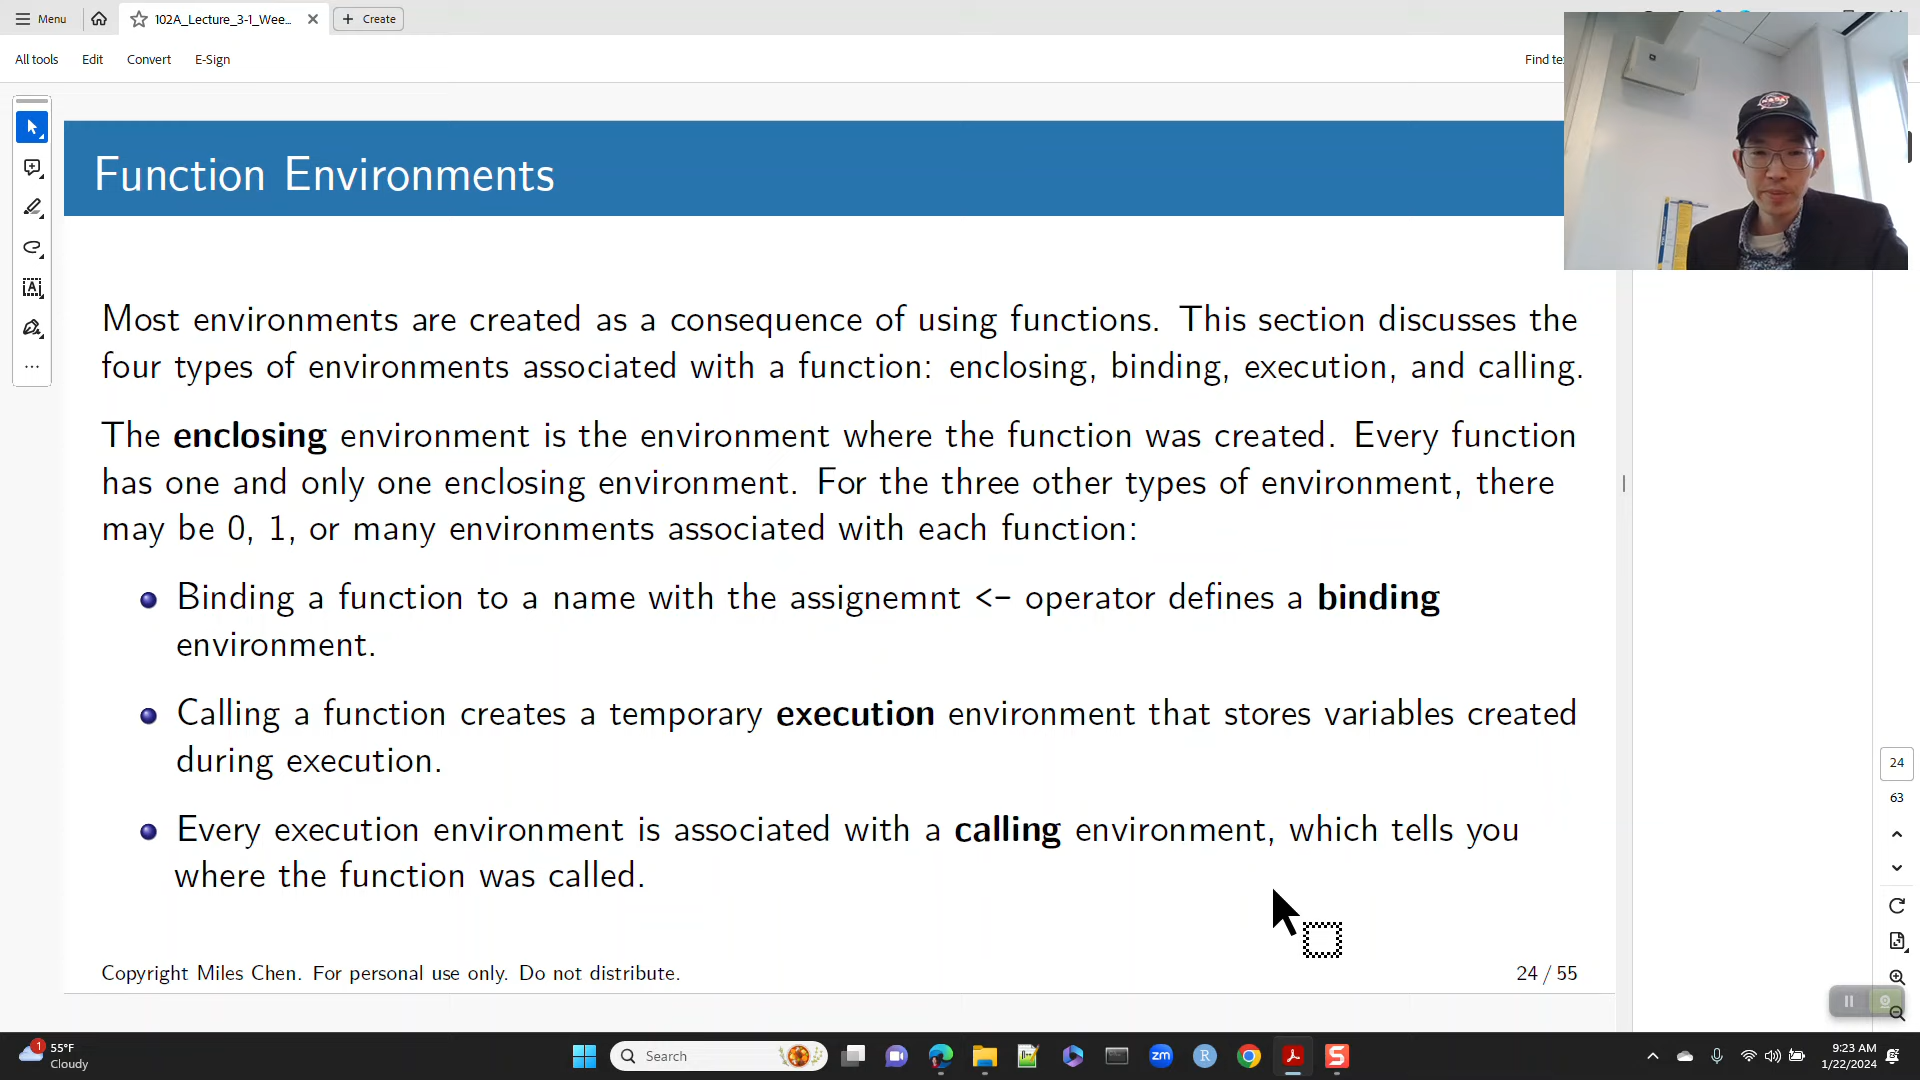 Menu
102A_Lecture_3-1_Wee...
Create
All tools
Edit
Convert
E-Sign
Find te
Function Environments
Most environments are created as a consequence of using functions. This section discusses the
four types of environments associated with a function: enclosing, binding, execution, and calling.
The enclosing environment is the environment where the function was created. Every function
has one and only one enclosing environment. For the three other types of environment, there
may be 0, 1, or many environments associated with each function:
Binding a function to a name with the assignemnt <- operator defines a binding
environment.
Calling a function creates a temporary execution environment that stores variables created
during execution.
Every execution environment is associated with a calling environment, which tells you
where the function was called.
Copyright Miles Chen. For personal use only. Do not distribute.
24 / 55
24
63
1
55°F
Cloudy
Search
zm
R
S
9:23 AM
1/22/2024